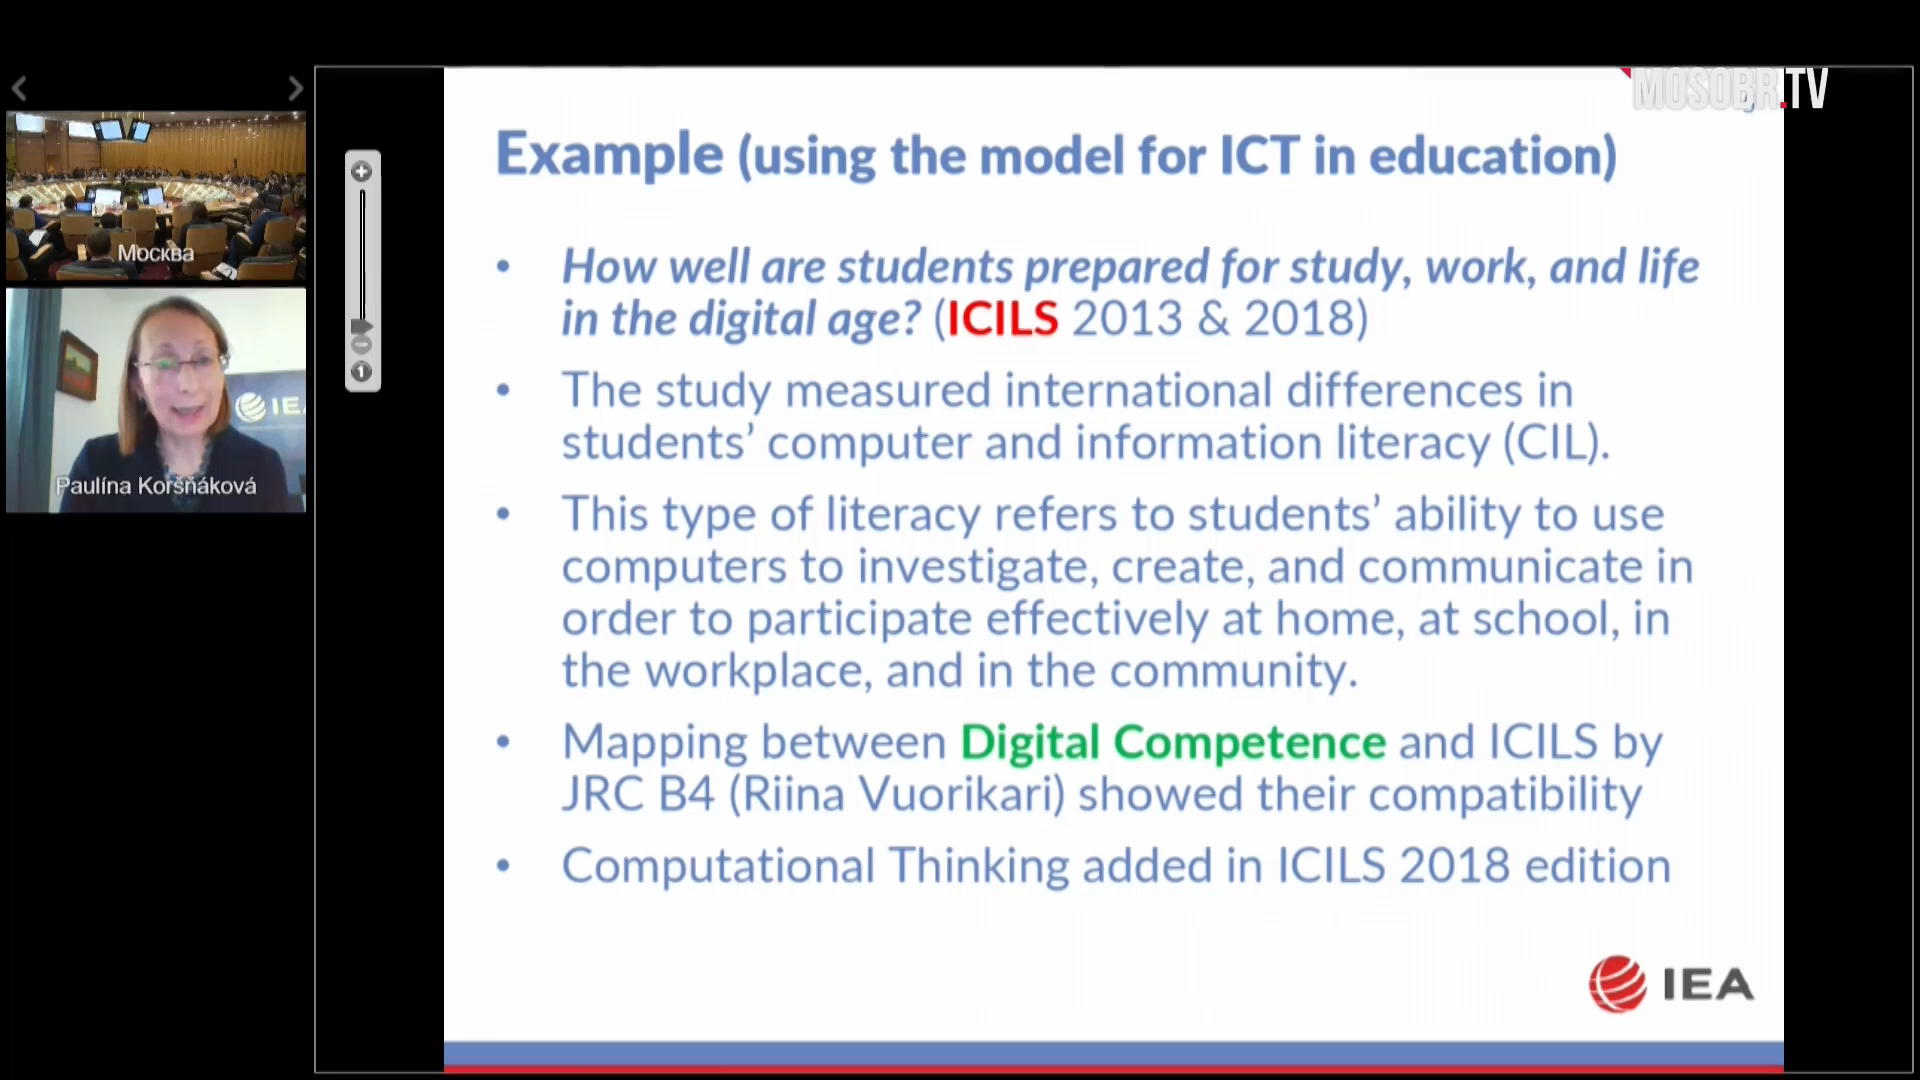 MOSOBR.TV
Москва
IE
Paulína Koršňáková
1
Example (using the model for ICT in education)
• How well are students prepared for study, work, and life
in the digital age? (ICILS 2013 & 2018)
• The study measured international differences in
students’ computer and information literacy (CIL).
• This type of literacy refers to students’ ability to use
computers to investigate, create, and communicate in
order to participate effectively at home, at school, in
the workplace, and in the community.
• Mapping between Digital Competence and ICILS by
JRC B4 (Riina Vuorikari) showed their compatibility
• Computational Thinking added in ICILS 2018 edition
IEA